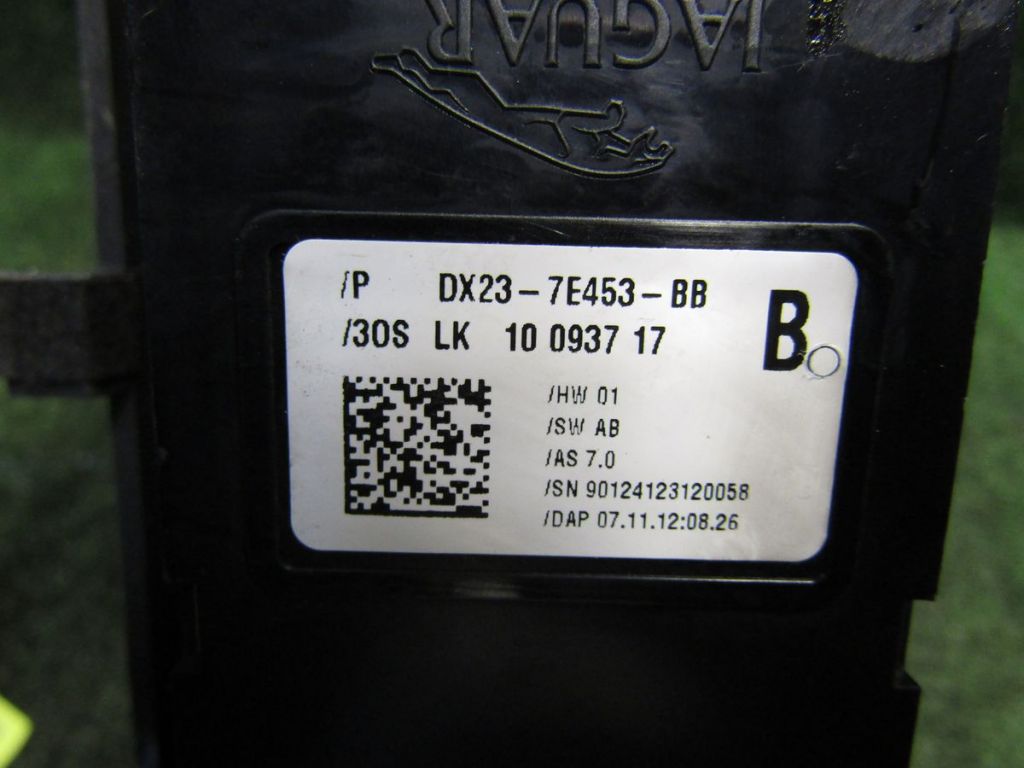 JAGUAR
/P DX23-7E453-BB
/30S LK 10 0937 17
B
/HW 01
/SW AB
/AS 7.0
/SN 90124123120058
/DAP 07.11.12:08.26